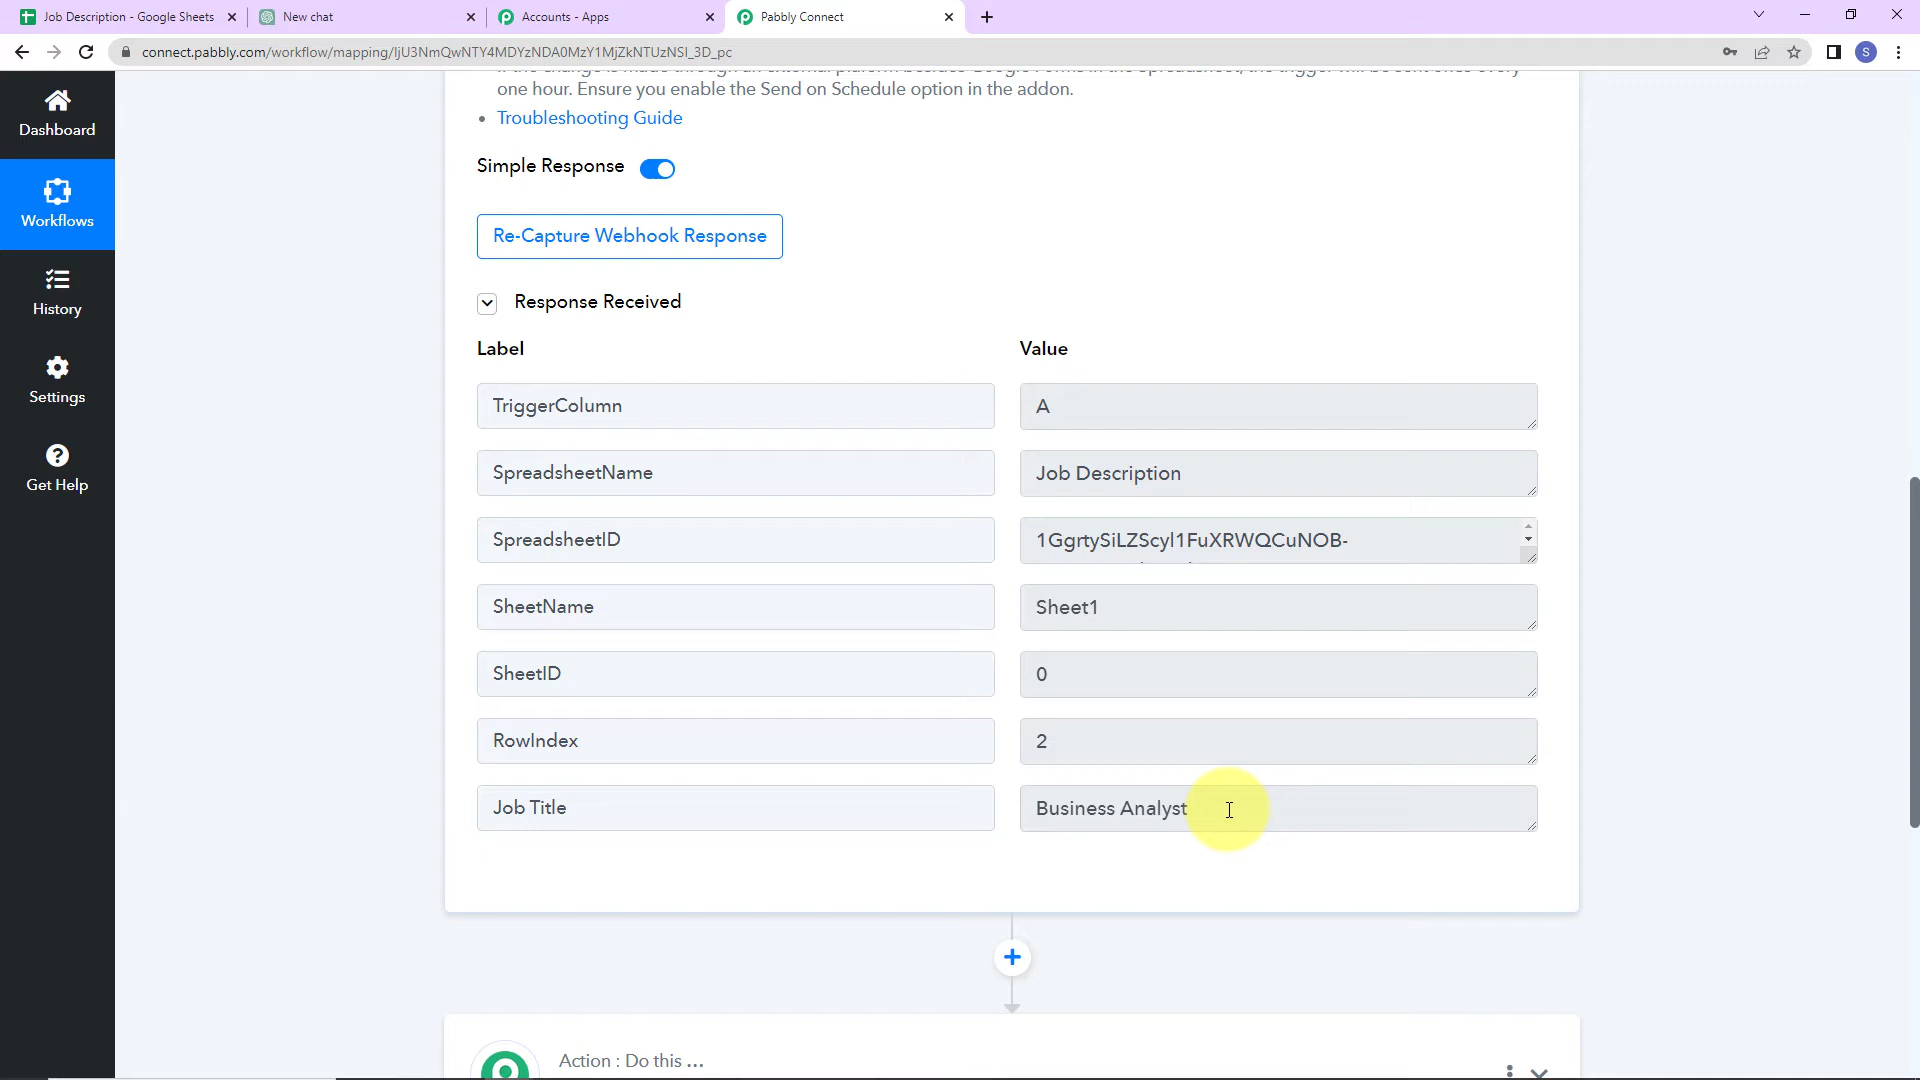 Job Description - Google Sheets
New chat
Accounts - Apps
Pabbly Connect
connect.pabbly.com/workflow/mapping/IjU3NmQwNTY4MDYzNDA0MzY1MjZkNTUzNSI_3D_pc
S
Dashboard
Workflows
History
Settings
Get Help
one hour. Ensure you enable the Send on Schedule option in the addon.
• Troubleshooting Guide
Simple Response
Re-Capture Webhook Response
Response Received
Label Value
TriggerColumn A
SpreadsheetName Job Description
SpreadsheetID 1GgrtySiLZScyl1FuXRWQCuNOB-
SheetName Sheet1
SheetID 0
RowIndex 2
Job Title Business Analyst
Action : Do this ...